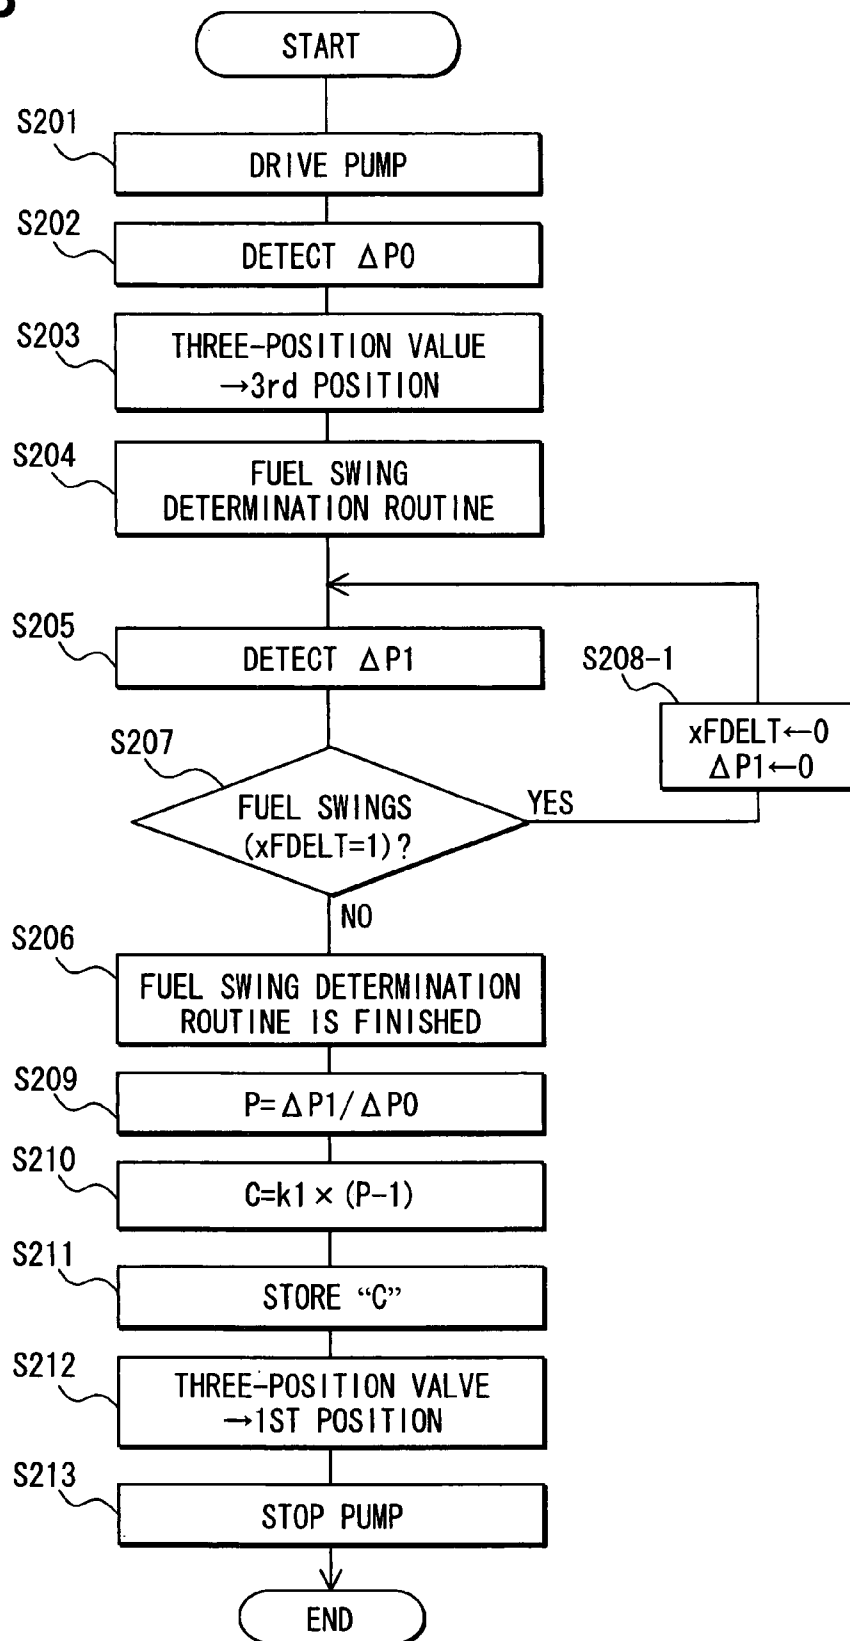 START
S201
DRIVE PUMP
S202
DETECT ΔP0
S203
THREE-POSITION VALUE
→3rd POSITION
S204
FUEL SWING
DETERMINATION ROUTINE
S205
DETECT ΔP1
S208-1
xFDELT←0
ΔP1←0
S207
FUEL SWINGS
(xFDELT=1)?
YES
NO
S206
FUEL SWING DETERMINATION
ROUTINE IS FINISHED
S209
P=ΔP1/ΔP0
S210
C=k1×(P-1)
S211
STORE “C”
S212
THREE-POSITION VALVE
→1ST POSITION
S213
STOP PUMP
END